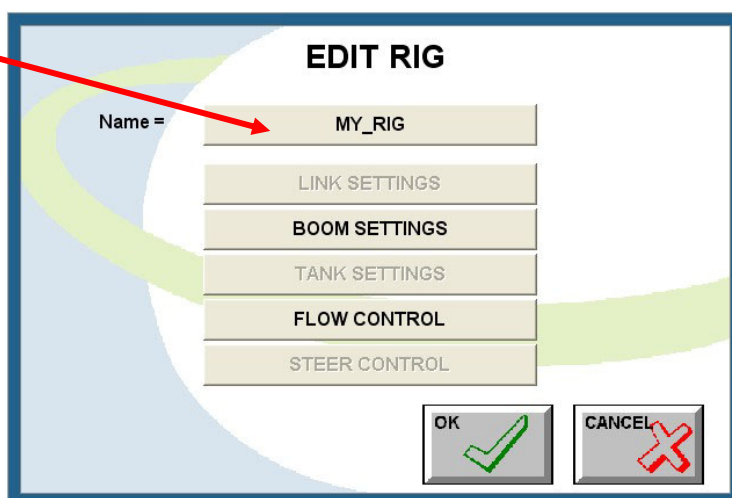 EDIT RIG
Name = MY_RIG
LINK SETTINGS
BOOM SETTINGS
TANK SETTINGS
FLOW CONTROL
STEER CONTROL
OK CANCEL